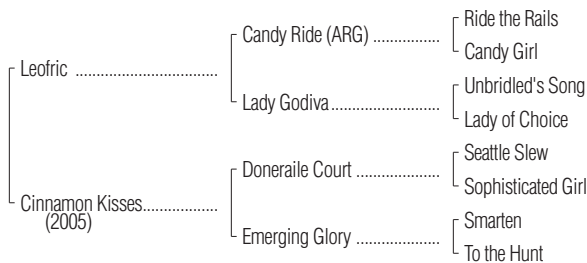 Ride the Rails
Candy Ride (ARG) ..................
Candy Girl
Leofric ......................................
Unbridled's Song
Lady Godiva..............................
Lady of Choice
Seattle Slew
Doneraile Court ......................
Sophisticated Girl
Cinnamon Kisses....................
(2005)
Smarten
Emerging Glory ......................
To the Hunt